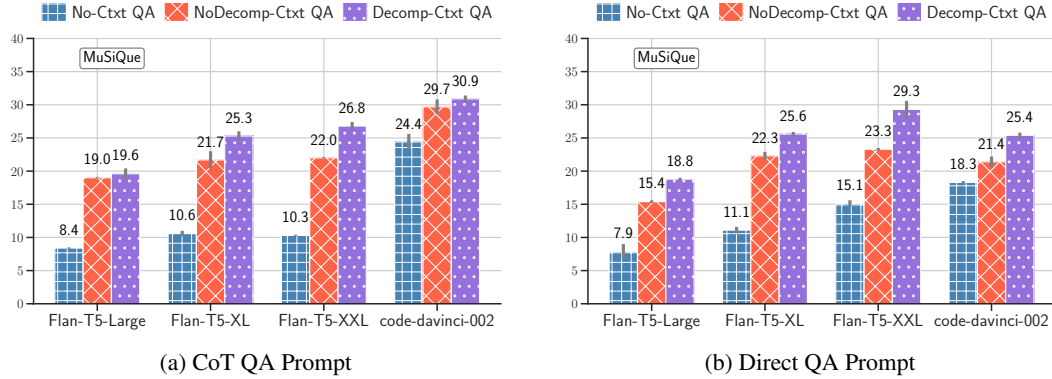 No-Ctxt QA NoDecomp-Ctxt QA Decomp-Ctxt QA
40
35
30
25
20
15
10
5
0
MuSiQue
8.4 19.0 19.6
10.6 21.7 25.3
10.3 22.0 26.8
24.4 29.7 30.9
Flan-T5-Large Flan-T5-XL Flan-T5-XXL code-davinci-002
(a) CoT QA Prompt
No-Ctxt QA NoDecomp-Ctxt QA Decomp-Ctxt QA
40
35
30
25
20
15
10
5
0
MuSiQue
7.9 15.4 18.8
11.1 22.3 25.6
15.1 23.3 29.3
18.3 21.4 25.4
Flan-T5-Large Flan-T5-XL Flan-T5-XXL code-davinci-002
(b) Direct QA Prompt